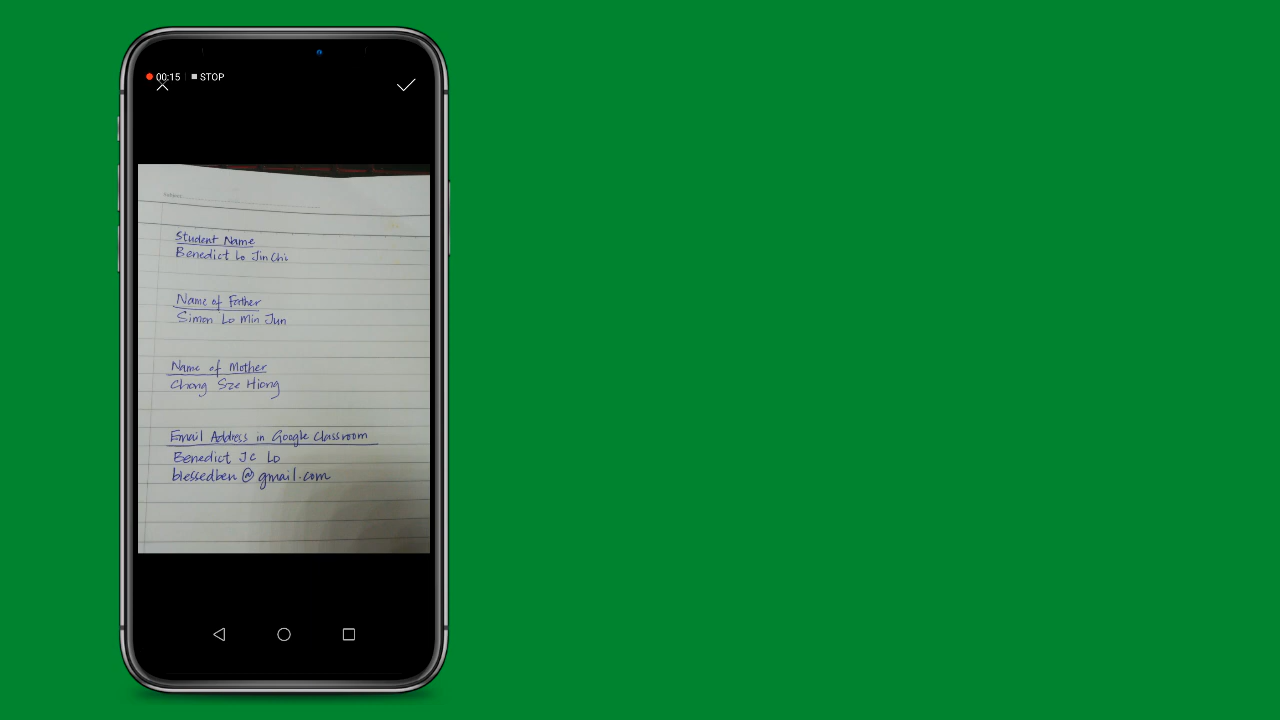 00:15 STOP
Subject
Student Name
Benedict Lo Jin Chi
Name of Father
Simon Lo Min Jun
Name of Mother
Chong Sze Hiong
Email Address in Google Classroom
Benedict JC Lo
blessedben@gmail.com